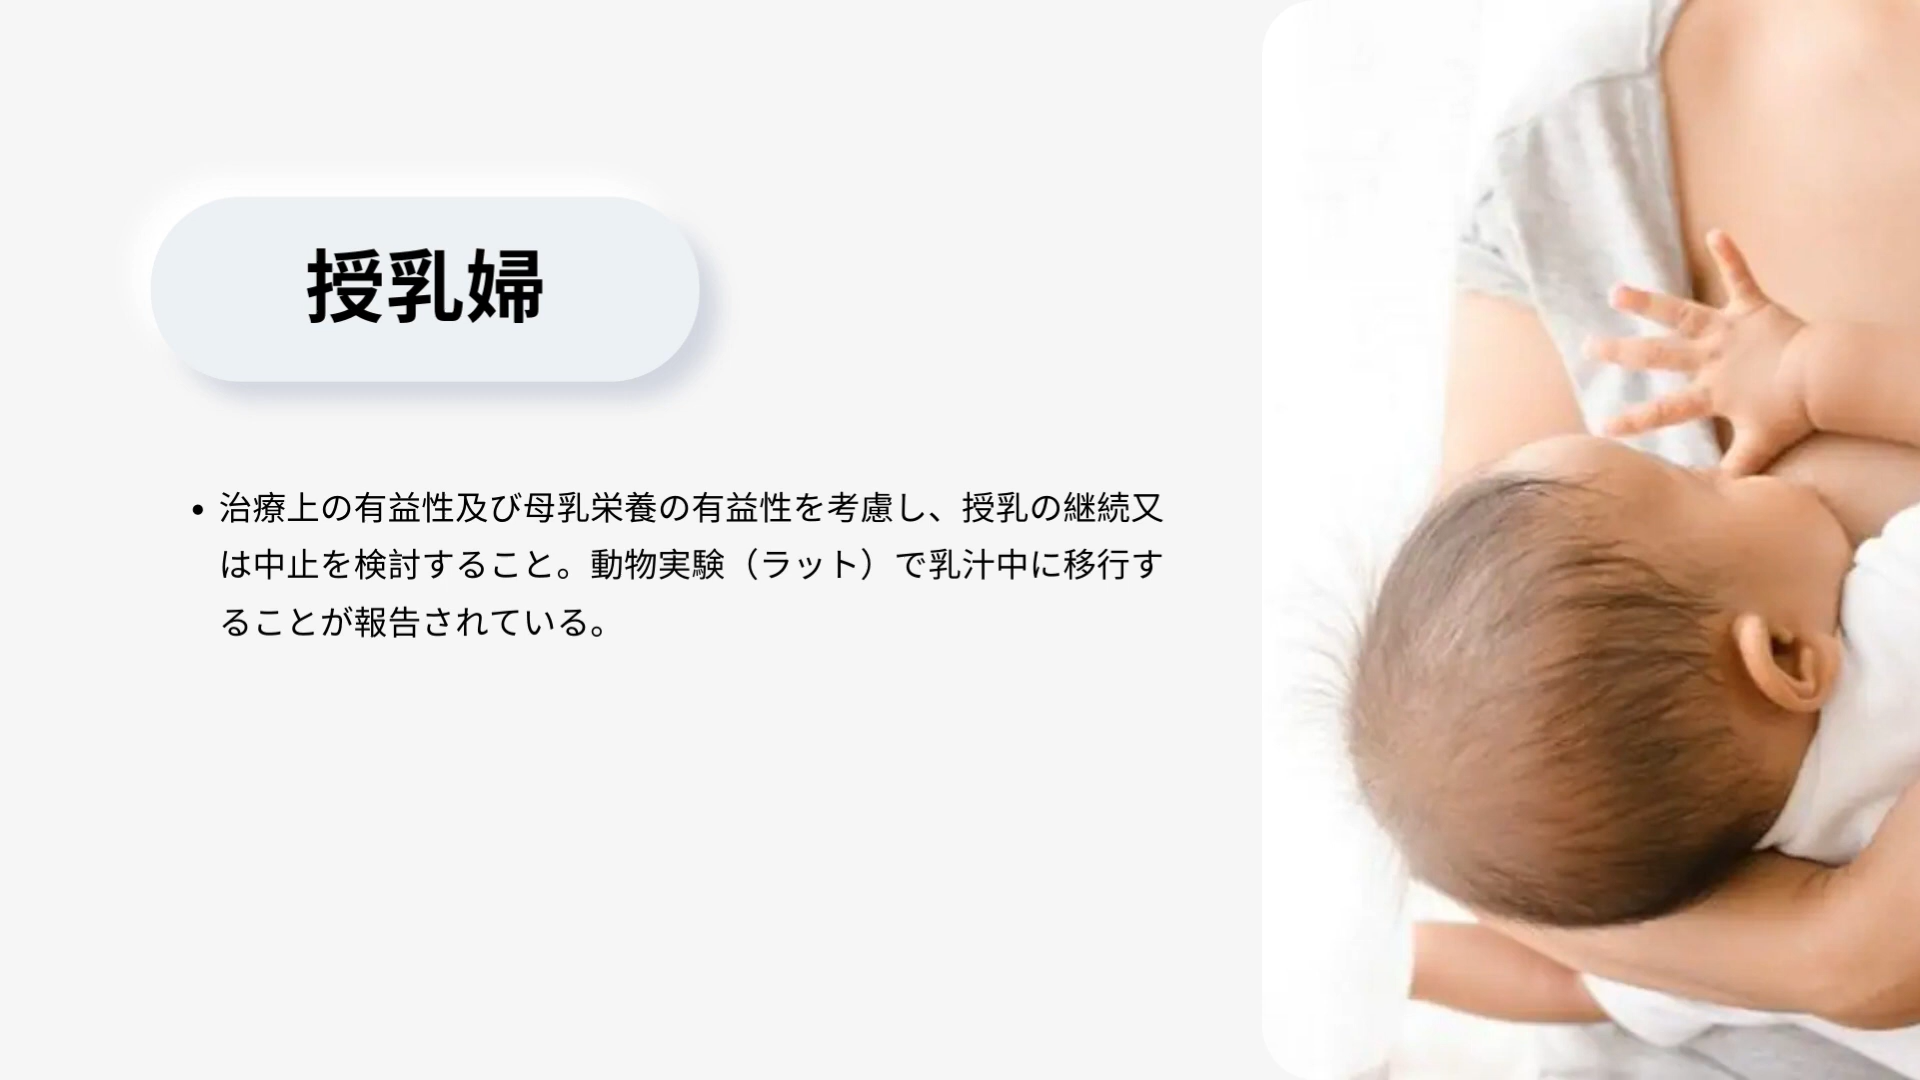 授乳婦
• 治療上の有益性及び母乳栄養の有益性を考慮し、授乳の継続又
は中止を検討すること。動物実験（ラット）で乳汁中に移行す
ることが報告されている。